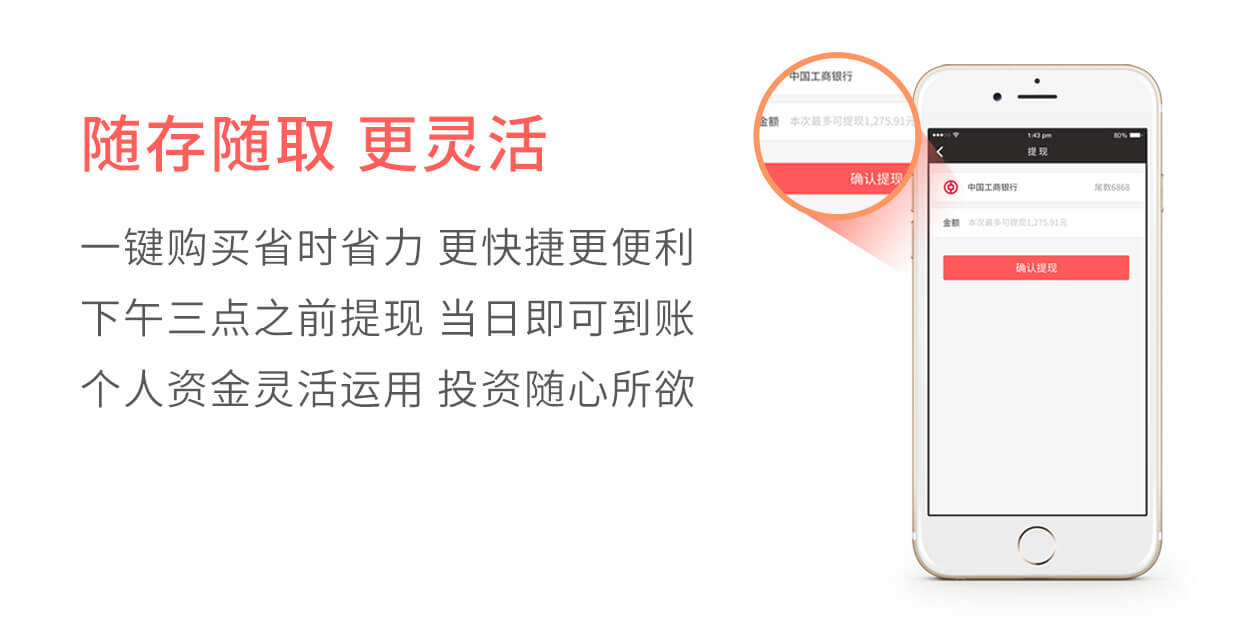 随存随取 更灵活
一键购买省时省力 更快捷更便利
下午三点之前提现 当日即可到账
个人资金灵活运用 投资随心所欲
中国工商银行
金额 本次最多可提现1,275.91元
确认提现
1:43 pm 80%
提现
中国工商银行 尾数6868
金额 本次最多可提现1,275.91元
确认提现